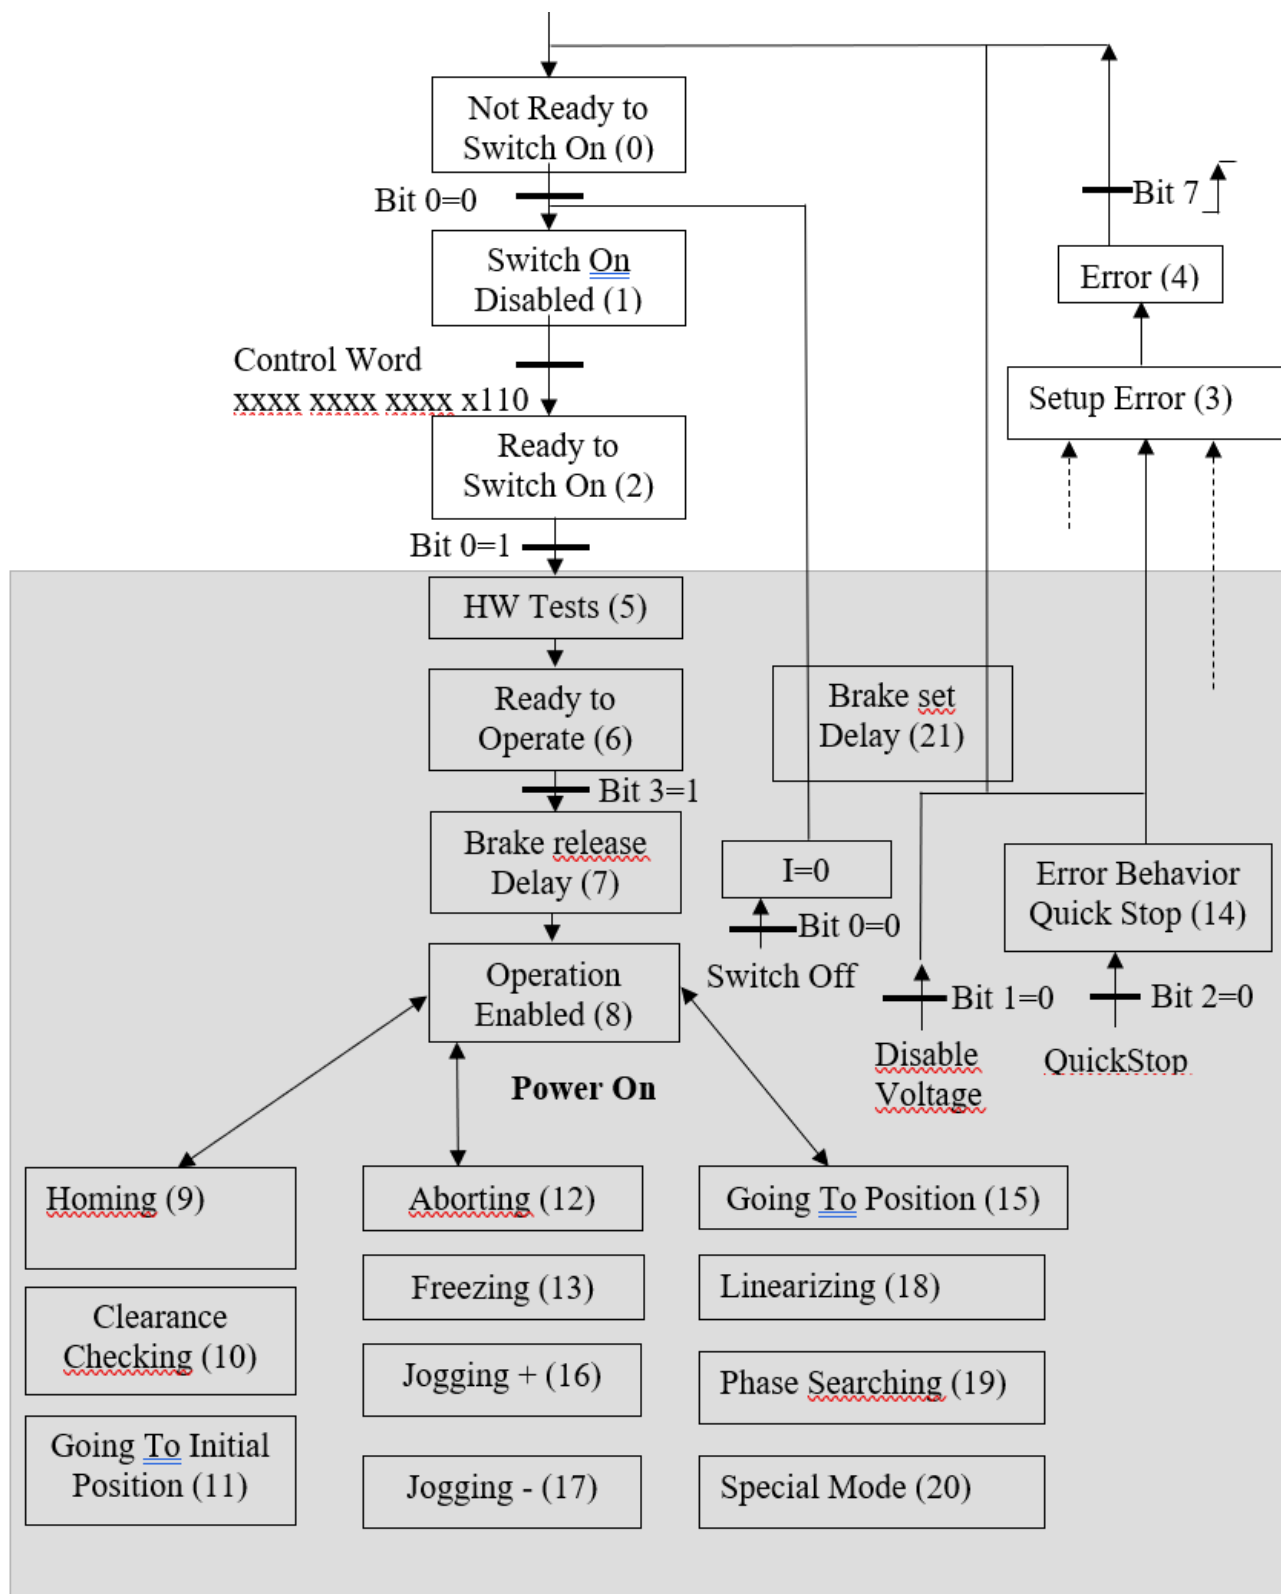 Not Ready to
Switch On (0)
Bit 0=0
Bit 7
Switch On
Disabled (1)
Error (4)
Control Word
xxxx xxxx xxxx x110
Setup Error (3)
Ready to
Switch On (2)
Bit 0=1
HW Tests (5)
Ready to
Operate (6)
Brake set
Delay (21)
Bit 3=1
Brake release
Delay (7)
I=0
Error Behavior
Quick Stop (14)
Bit 0=0
Switch Off
Operation
Enabled (8)
Bit 1=0
Bit 2=0
Disable
Voltage
QuickStop
Power On
Homing (9)
Aborting (12)
Going To Position (15)
Clearance
Checking (10)
Freezing (13)
Linearizing (18)
Jogging + (16)
Phase Searching (19)
Going To Initial
Position (11)
Jogging - (17)
Special Mode (20)